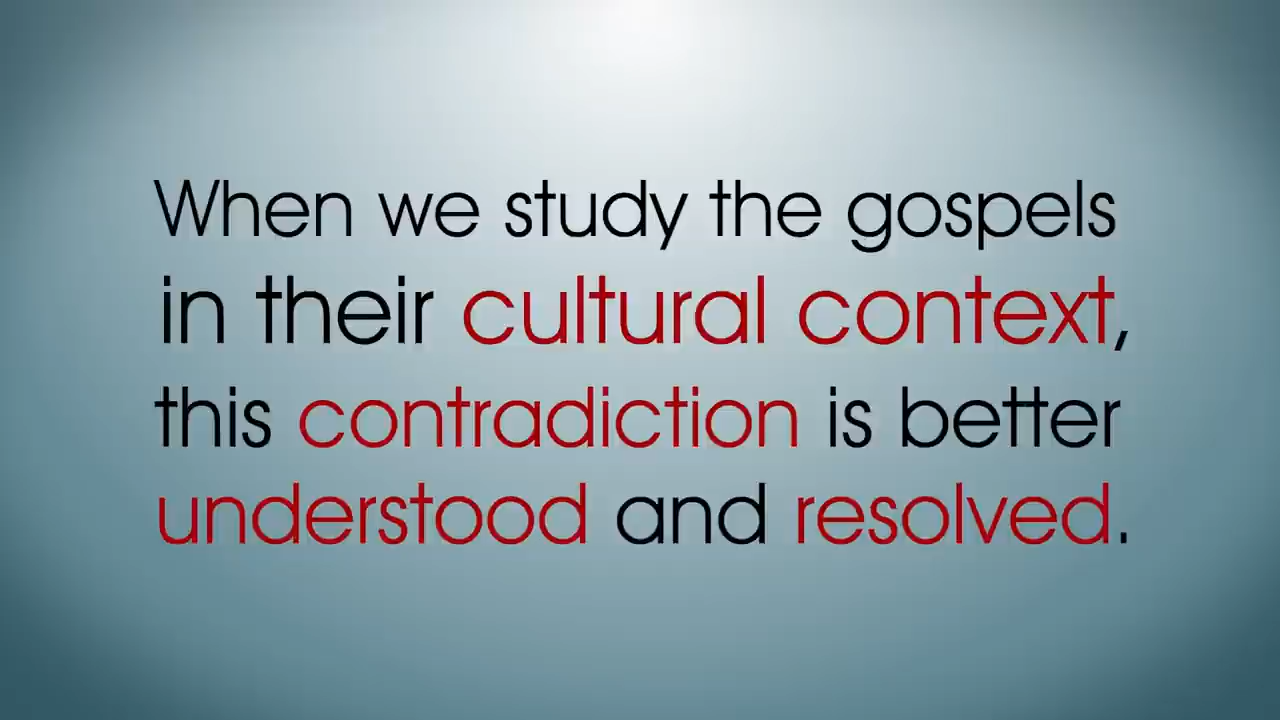 When we study the gospels
in their cultural context,
this contradiction is better
understood and resolved.